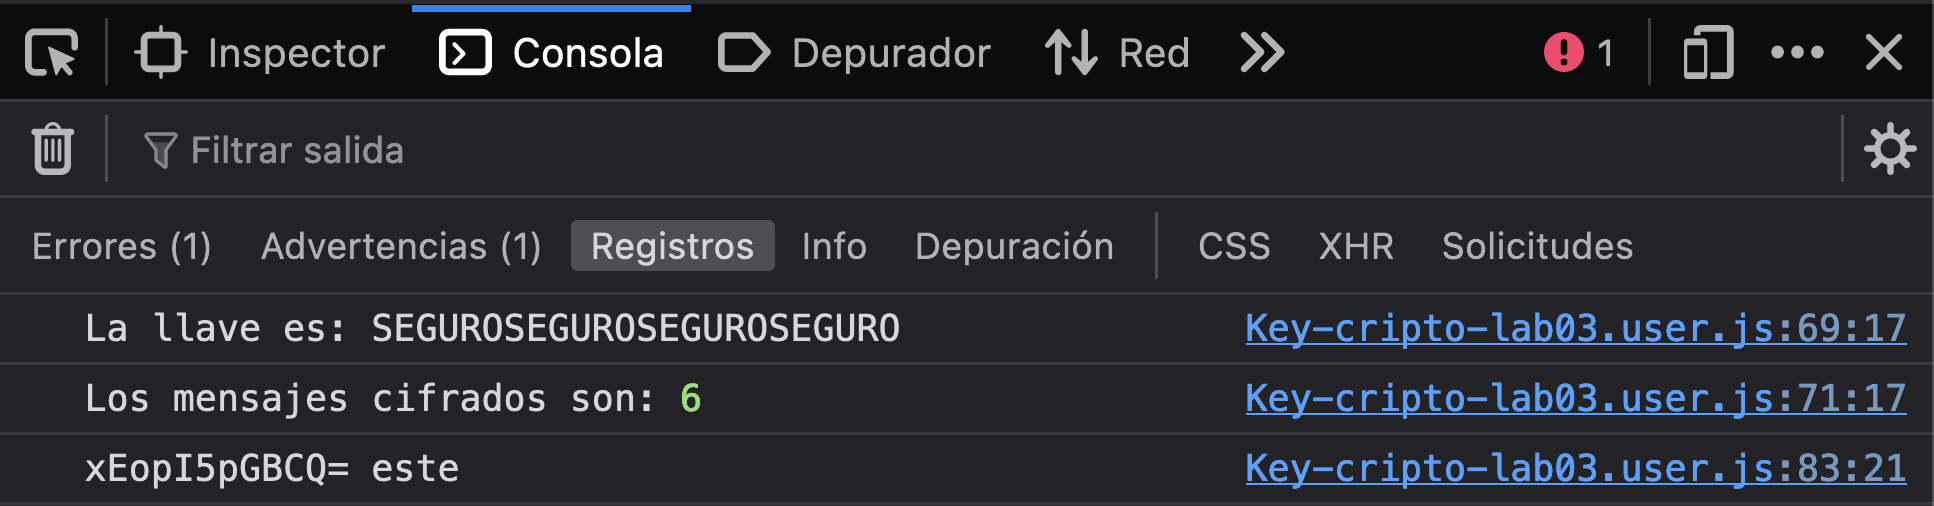 Inspector Consola Depurador Red 1
Filtrar salida
Errores (1) Advertencias (1) Registros Info Depuración CSS XHR Solicitudes
La llave es: SEGUROSEGUROSEGUROSEGURO Key-cripto-lab03.user.js:69:17
Los mensajes cifrados son: 6 Key-cripto-lab03.user.js:71:17
xEopI5pGBCQ= este Key-cripto-lab03.user.js:83:21